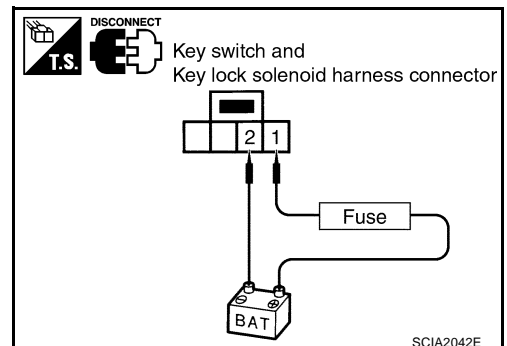 DISCONNECT
T.S.
Key switch and
Key lock solenoid harness connector
2 1
Fuse
BAT
SCIA2042E